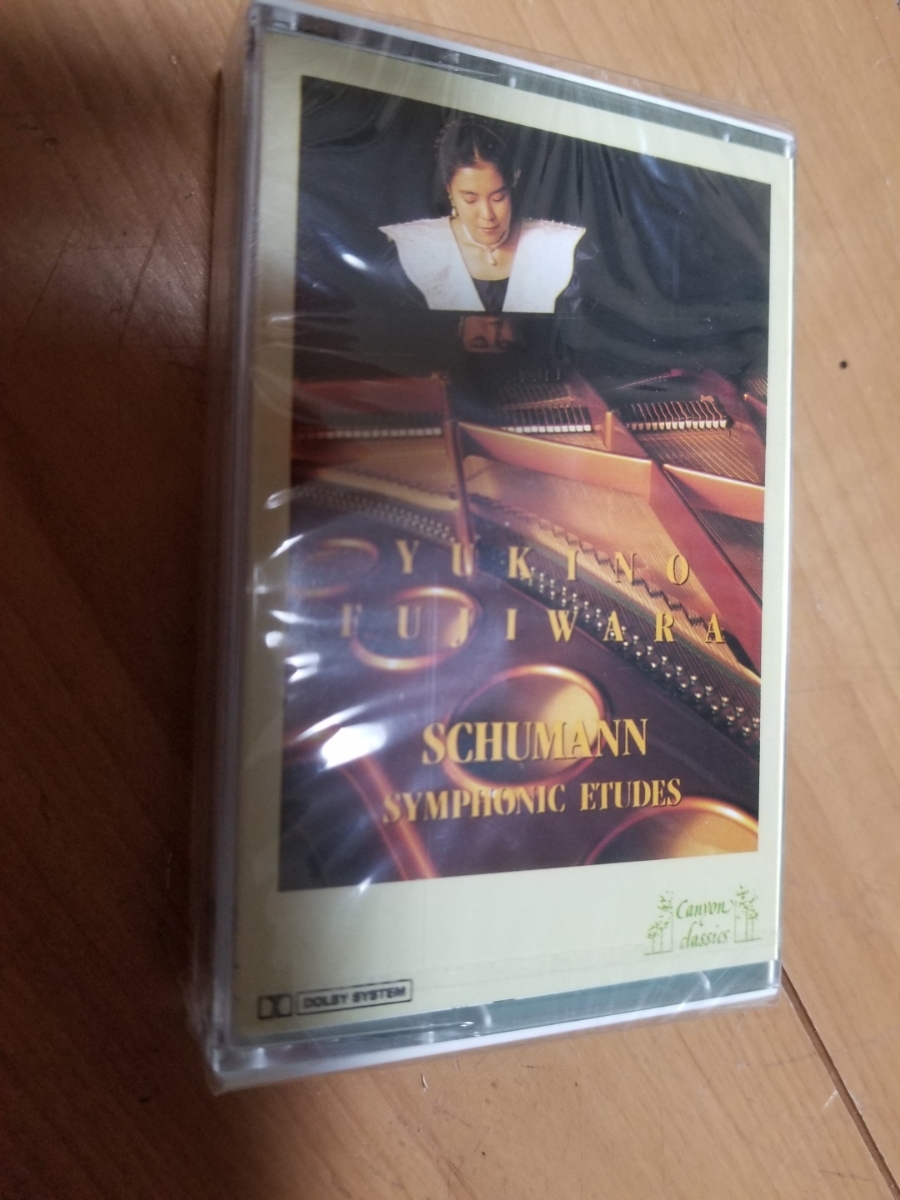 YUKINO
FUJIWARA
SCHUMANN
SYMPHONIC ETUDES
Canyon
classics
DOLBY SYSTEM